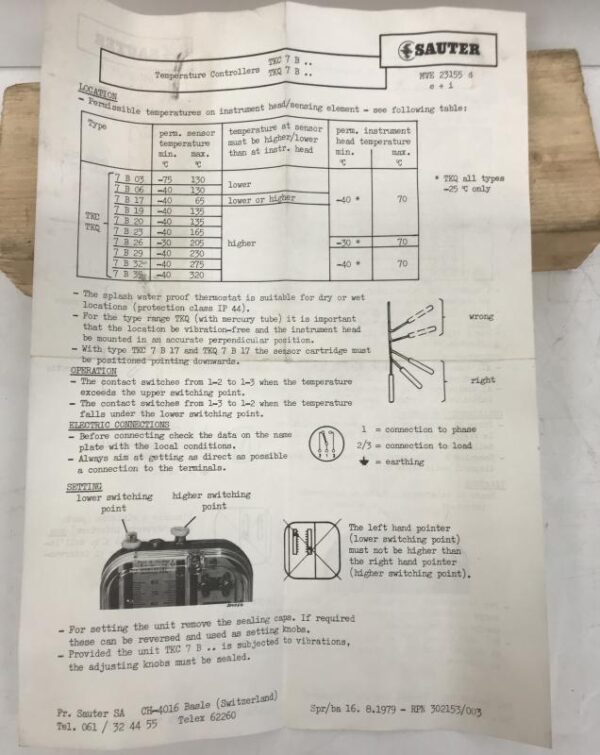 SAUTER
Temperature Controllers TKC 7 B ..
TKQ 7 B ..
MVE 23155 6
e + i
LOCATION
- Permissible temperatures on instrument head/sensing element - see following table:
Type
perm. sensor temperature min. max. °C °C
temperature at sensor must be higher/lower than at instr. head
perm. instrument head temperature min. max. °C °C
TKC
TKQ
7 B 03 -75 130 lower
7 B 06 -40 130
7 B 17 -40 65 lower or higher -40 * 70
7 B 19 -40 135
7 B 20 -40 135
7 B 23 -40 165
7 B 26 -30 205 higher -30 * 70
7 B 29 -40 230
7 B 32 -40 275 -40 * 70
7 B -40 320
* TKQ all types
-25 °C only
- The splash water proof thermostat is suitable for dry or wet
locations (protection class IP 44).
- For the type range TKQ (with mercury tube) it is important
that the location be vibration-free and the instrument head
be mounted in an accurate perpendicular position.
- With type TKC 7 B 17 and TKQ 7 B 17 the sensor cartridge must
be positioned pointing downwards.
wrong
right
OPERATION
- The contact switches from 1-2 to 1-3 when the temperature
exceeds the upper switching point.
- The contact switches from 1-3 to 1-2 when the temperature
falls under the lower switching point.
ELECTRIC CONNECTIONS
- Before connecting check the data on the name
plate with the local conditions.
- Always aim at getting as direct as possible
a connection to the terminals.
1 = connection to phase
2/3 = connection to load
= earthing
SETTING
lower switching
point
higher switching
point
The left hand pointer
(lower switching point)
must not be higher than
the right hand pointer
(higher switching point).
- For setting the unit remove the sealing caps. If required
these can be reversed and used as setting knobs.
- Provided the unit TKC 7 B .. is subjected to vibrations,
the adjusting knobs must be sealed.
Fr. Sauter SA CH-4016 Basle (Switzerland)
Tel. 061 / 32 44 55 Telex 62260
Spr/ba 16. 8.1979 - RPK 302153/003